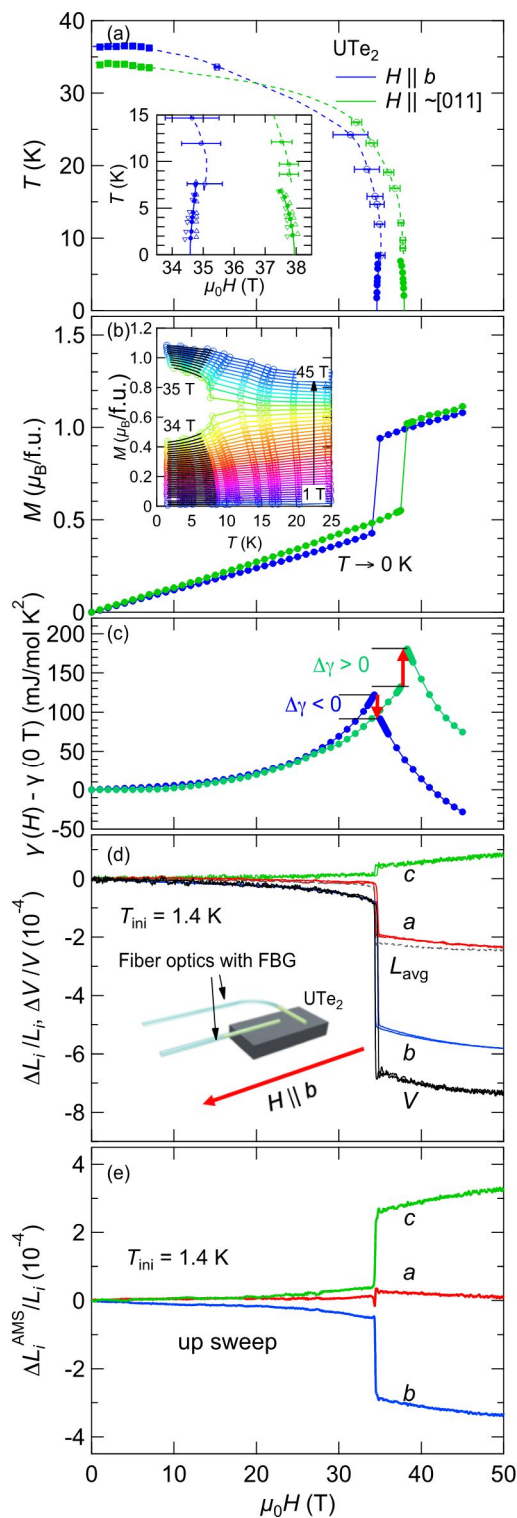 (a)
UTe2
H || b
H || ~[011]
40
30
20
10
0
T (K)
15
10
5
0
T (K)
34
35
36
37
38
μ0H (T)
(b)
1.5
1.0
0.5
0.0
M (μB/f.u.)
1.2
1.0
0.8
0.6
0.4
0.2
0
M (μB/f.u.)
35 T
34 T
45 T
1 T
0 5 10 15 20 25
T (K)
T → 0 K
(c)
200
150
100
50
0
-50
γ (H) - γ (0 T) (mJ/mol K2)
Δγ > 0
Δγ < 0
(d)
0
-2
-4
-6
-8
ΔLi/Li, ΔV/V (10-4)
Tini = 1.4 K
c
a
Lavg
b
V
Fiber optics with FBG
UTe2
H || b
(e)
4
2
0
-2
-4
ΔLiAMS/Li (10-4)
Tini = 1.4 K
c
a
b
up sweep
0 10 20 30 40 50
μ0H (T)